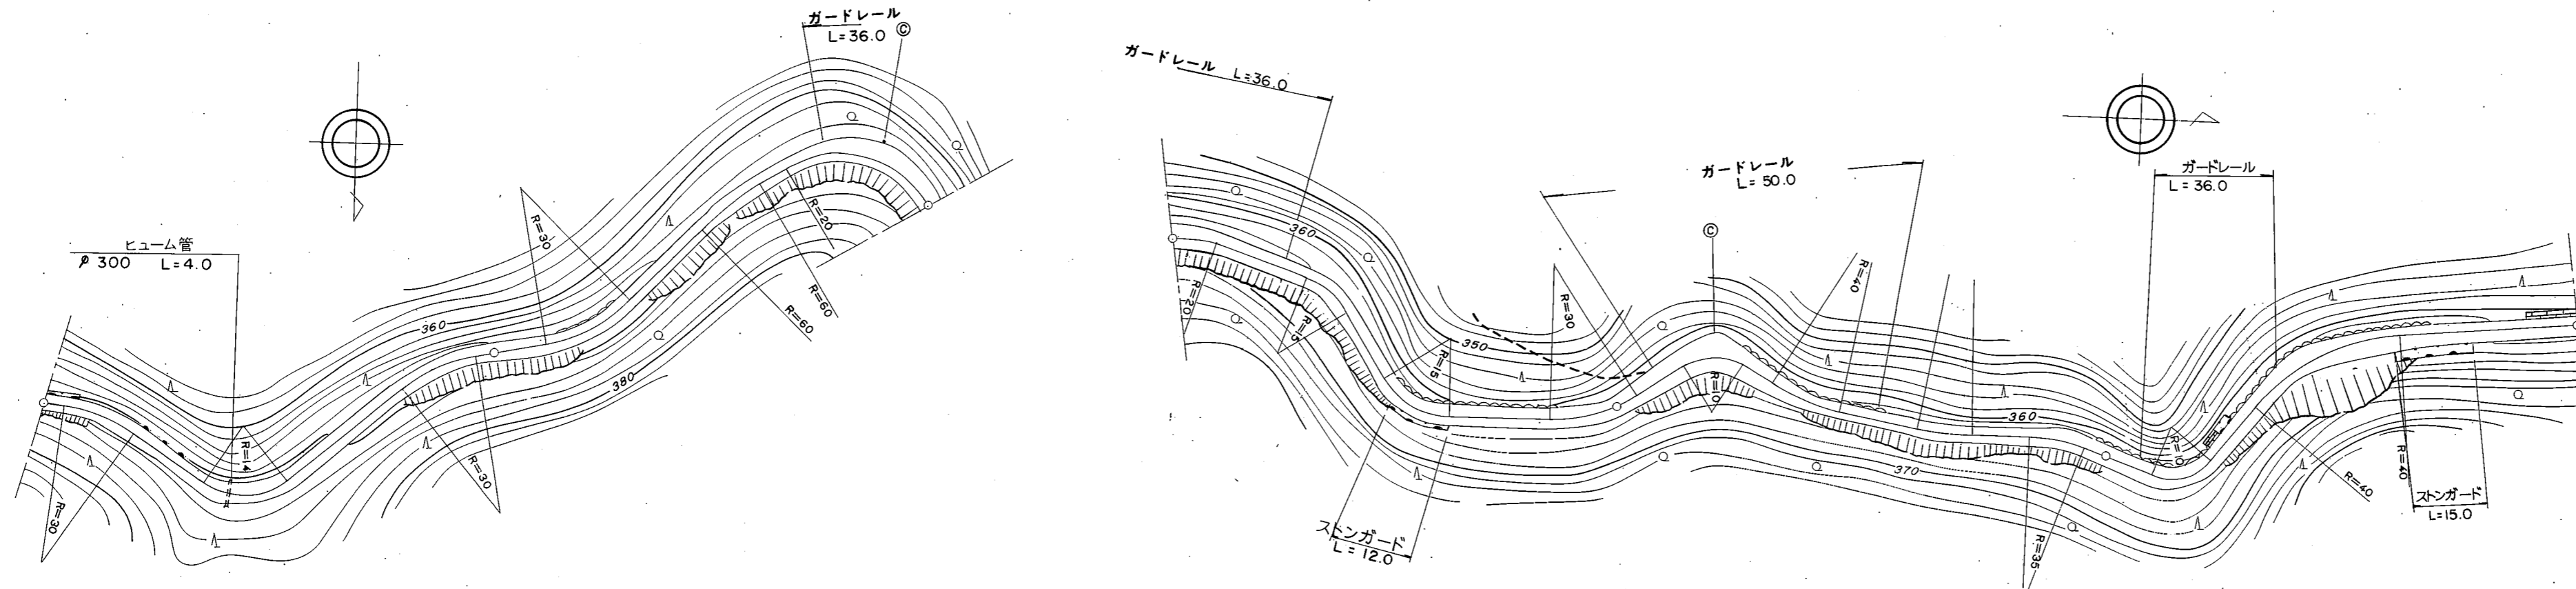 ガードレール
L=36.0
©
ヒューム管
φ 300 L=4.0
R=30
360
R=20
R=60
R=60
380
R=14
R=30
R=30
ガードレール L=36.0
ガードレール
L= 50.0
ガードレール
L= 36.0
©
360
R=20
R=15
350
R=15
R=30
R=40
R=10
360
370
R=10
R=40
R=40
R=35
ストンガード
L= 12.0
ストンガード
L=15.0